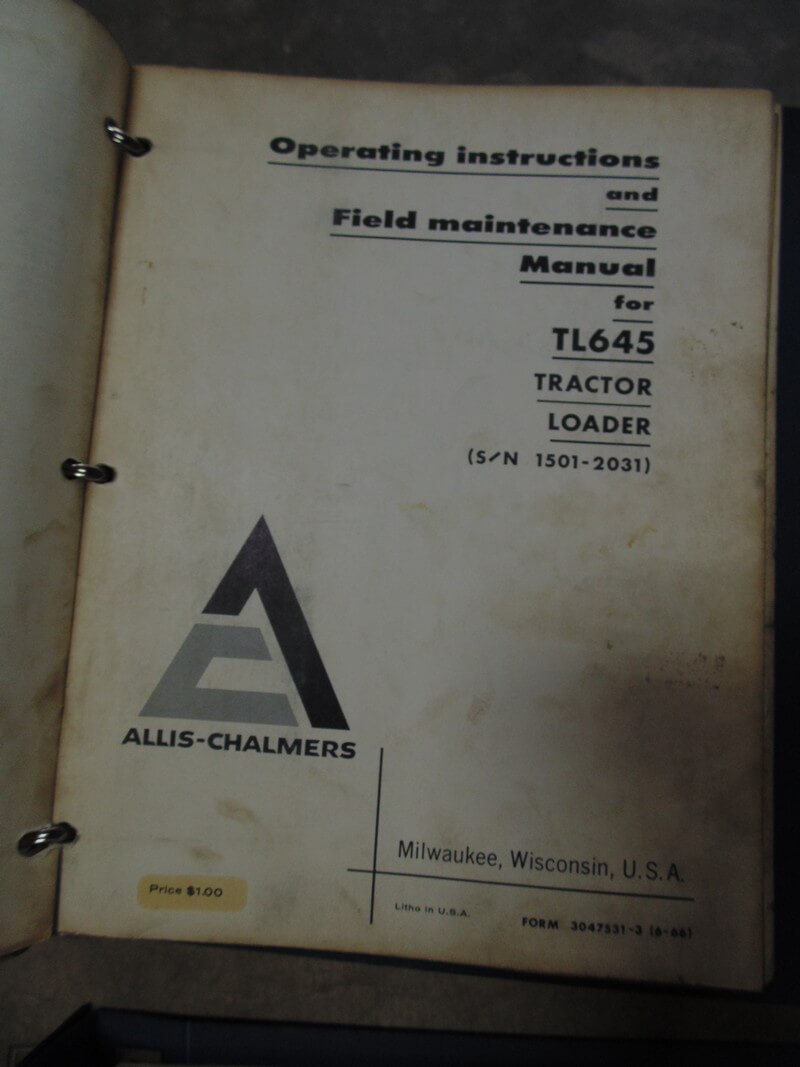 Operating instructions
and
Field maintenance
Manual
for
TL645
TRACTOR
LOADER
(S/N 1501-2031)
ALLIS-CHALMERS
Milwaukee, Wisconsin, U.S.A.
Price $1.00
Litho in U.S.A.
FORM 3047531-3 (6-66)